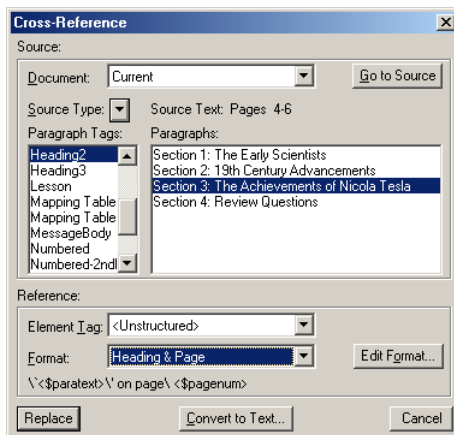 Cross-Reference
Source:
Document: Current Go to Source
Source Type: Source Text: Pages 4-6
Paragraph Tags: Paragraphs:
Heading2 Section 1: The Early Scientists
Heading3 Section 2: 19th Century Advancements
Lesson Section 3: The Achievements of Nicola Tesla
Mapping Table Section 4: Review Questions
Mapping Table
MessageBody
Numbered
Numbered-2ndl
Reference:
Element Tag: <Unstructured>
Format: Heading & Page Edit Format...
\`<$paratext>\' on page\ <$pagenum>
Replace Convert to Text... Cancel